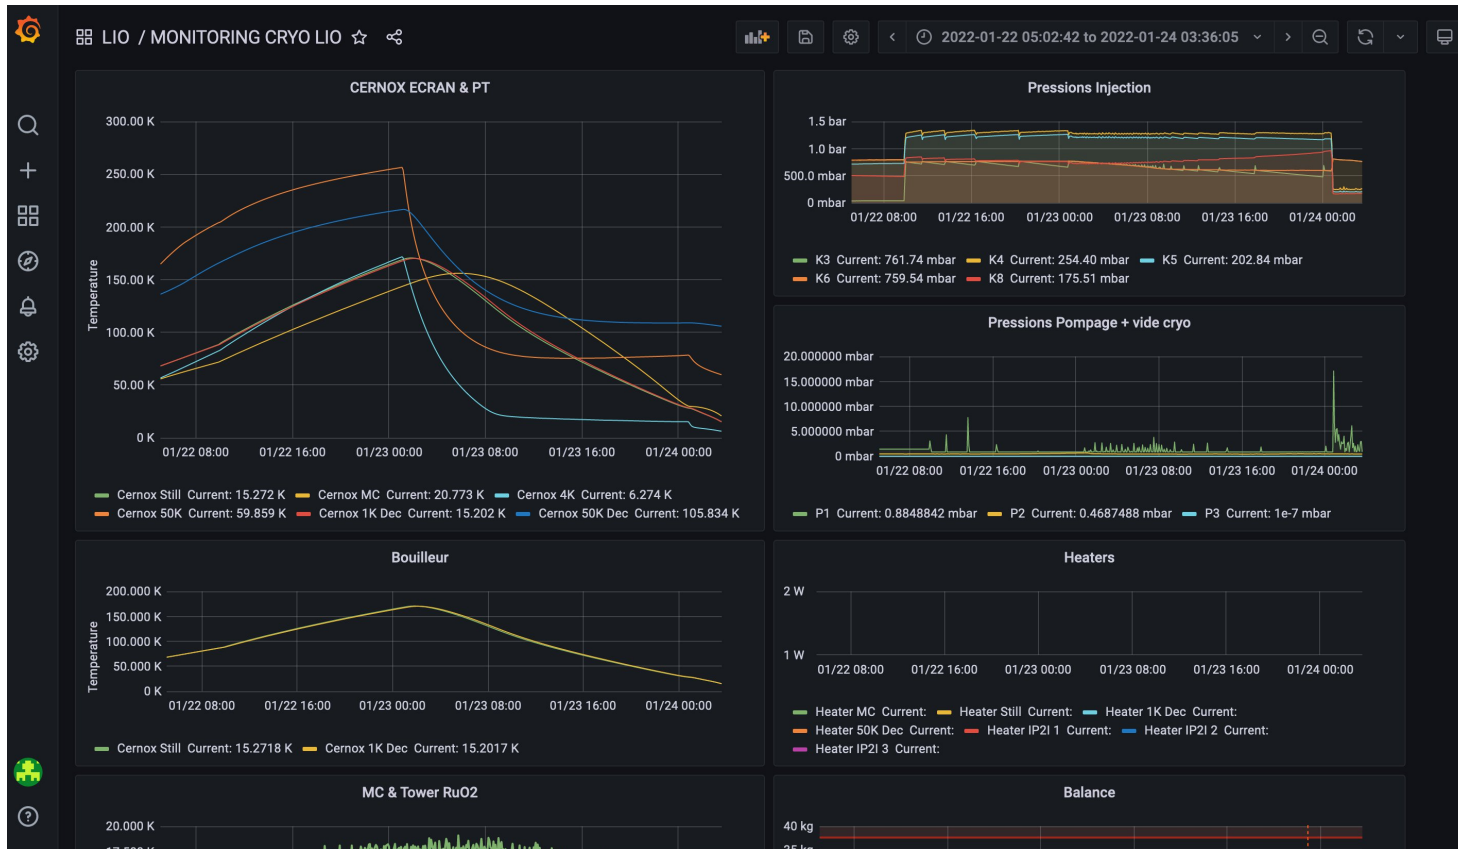 LIO / MONITORING CRYO LIO
2022-01-22 05:02:42 to 2022-01-24 03:36:05
CERNOX ECRAN & PT
300.00 K
250.00 K
200.00 K
150.00 K
100.00 K
50.00 K
0 K
Temperature
01/22 08:00 01/22 16:00 01/23 00:00 01/23 08:00 01/23 16:00 01/24 00:00
Cernox Still Current: 15.272 K Cernox MC Current: 20.773 K Cernox 4K Current: 6.274 K
Cernox 50K Current: 59.859 K Cernox 1K Dec Current: 15.202 K Cernox 50K Dec Current: 105.834 K
Pressions Injection
1.5 bar
1.0 bar
500.0 mbar
0 mbar
01/22 08:00 01/22 16:00 01/23 00:00 01/23 08:00 01/23 16:00 01/24 00:00
K3 Current: 761.74 mbar K4 Current: 254.40 mbar K5 Current: 202.84 mbar
K6 Current: 759.54 mbar K8 Current: 175.51 mbar
Pressions Pompage + vide cryo
20.000000 mbar
15.000000 mbar
10.000000 mbar
5.000000 mbar
0 mbar
01/22 08:00 01/22 16:00 01/23 00:00 01/23 08:00 01/23 16:00 01/24 00:00
P1 Current: 0.8848842 mbar P2 Current: 0.4687488 mbar P3 Current: 1e-7 mbar
Bouilleur
200.000 K
150.000 K
100.000 K
50.000 K
0 K
Temperature
01/22 08:00 01/22 16:00 01/23 00:00 01/23 08:00 01/23 16:00 01/24 00:00
Cernox Still Current: 15.2718 K Cernox 1K Dec Current: 15.2017 K
Heaters
2 W
1 W
01/22 08:00 01/22 16:00 01/23 00:00 01/23 08:00 01/23 16:00 01/24 00:00
Heater MC Current: Heater Still Current: Heater 1K Dec Current:
Heater 50K Dec Current: Heater IP2I 1 Current: Heater IP2I 2 Current:
Heater IP2I 3 Current:
MC & Tower RuO2
20.000 K
Balance
40 kg